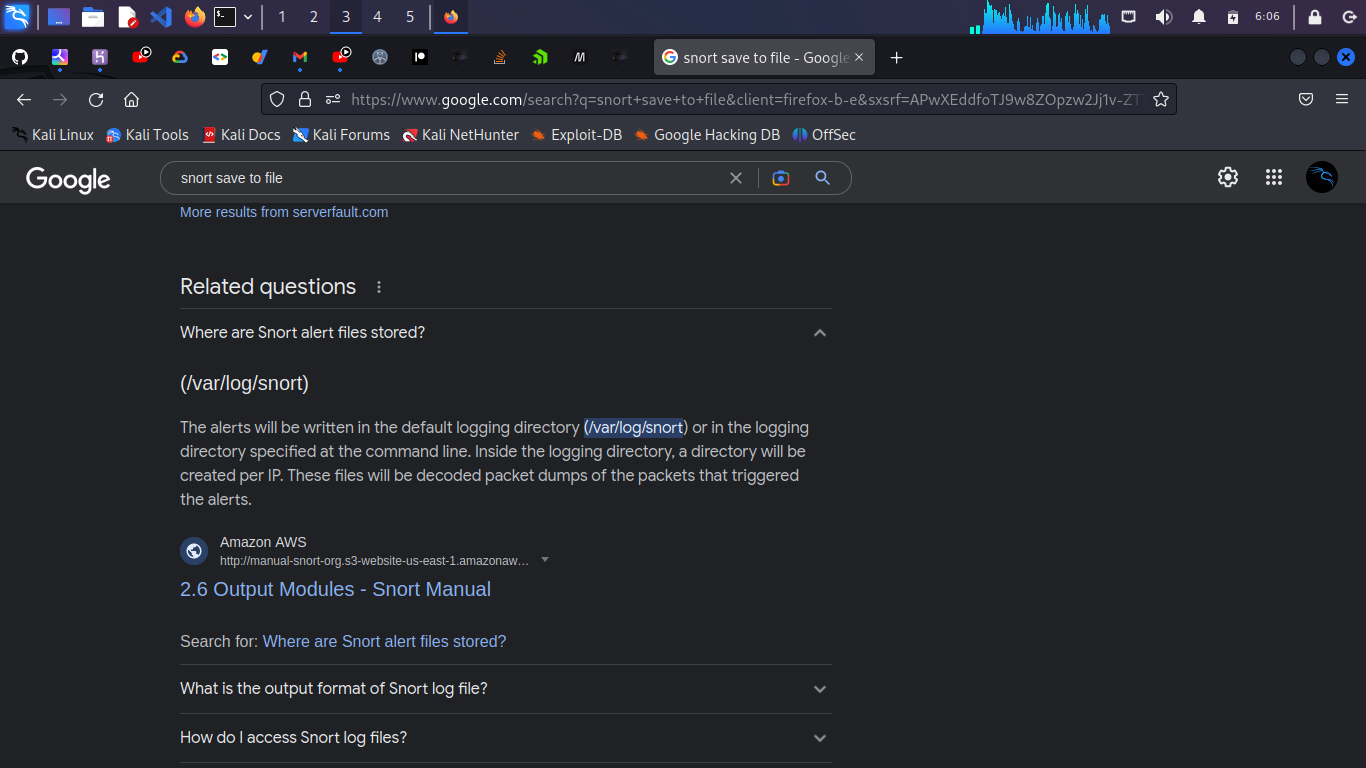 1 2 3 4 5
6:06
snort save to file - Google
https://www.google.com/search?q=snort+save+to+file&client=firefox-b-e&sxsrf=APwXEddfoTJ9w8ZOpzw2Jj1v-ZT
Kali Linux Kali Tools Kali Docs Kali Forums Kali NetHunter Exploit-DB Google Hacking DB OffSec
Google
snort save to file
More results from serverfault.com
Related questions
Where are Snort alert files stored?
(/var/log/snort)
The alerts will be written in the default logging directory (/var/log/snort) or in the logging
directory specified at the command line. Inside the logging directory, a directory will be
created per IP. These files will be decoded packet dumps of the packets that triggered
the alerts.
Amazon AWS
http://manual-snort-org.s3-website-us-east-1.amazonaw…
2.6 Output Modules - Snort Manual
Search for: Where are Snort alert files stored?
What is the output format of Snort log file?
How do I access Snort log files?